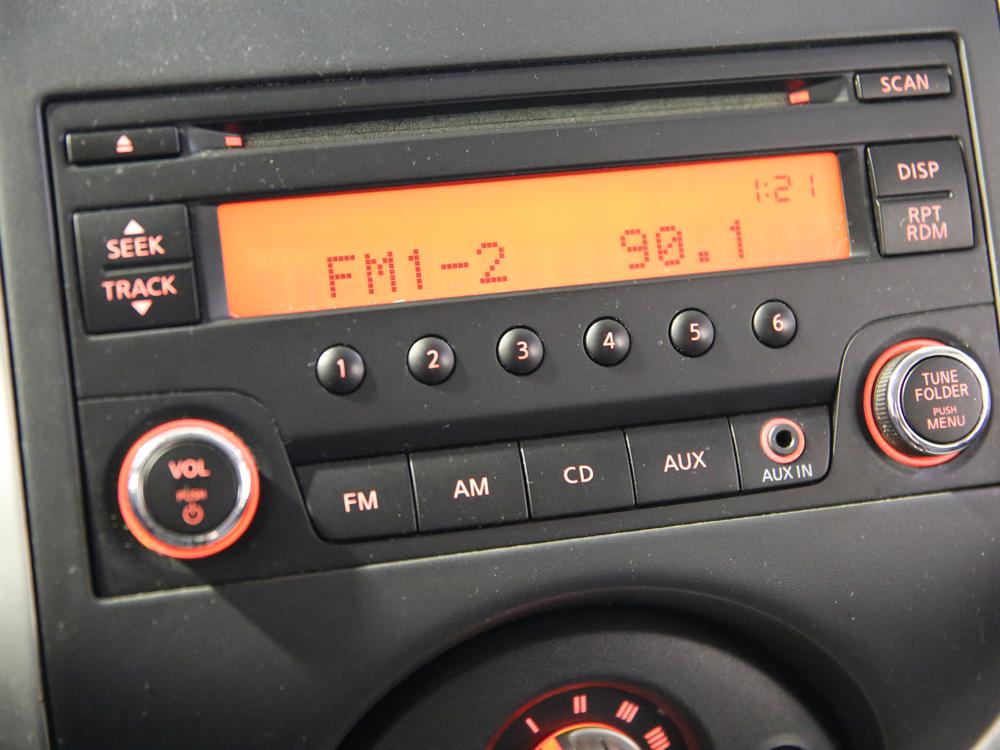 SCAN
DISP
1:21
SEEK
RPT
RDM
FM1-2 90.1
TRACK
1 2 3 4 5 6
TUNE
FOLDER
PUSH
MENU
VOL
PUSH
FM AM CD AUX AUX IN